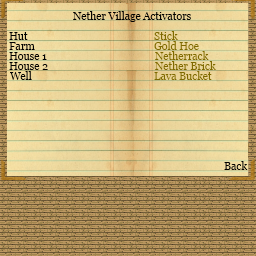 Nether Village Activators
Hut Stick
Farm Gold Hoe
House 1 Netherrack
House 2 Nether Brick
Well Lava Bucket
Back